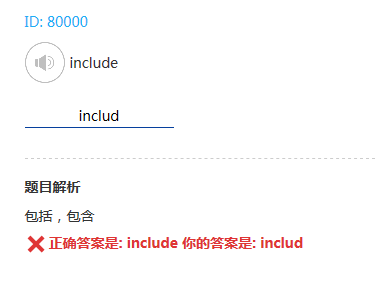 ID: 80000
include
includ
题目解析
包括，包含
正确答案是: include 你的答案是: includ